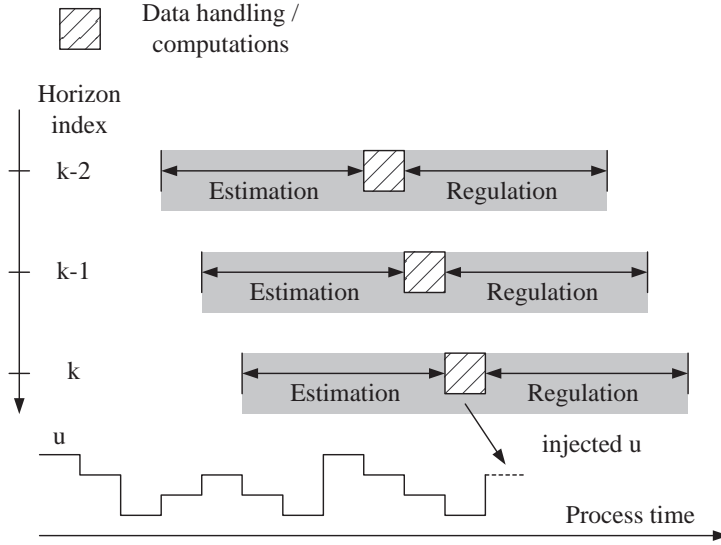 Data handling /
computations
Horizon
index
k-2
Estimation
Regulation
k-1
Estimation
Regulation
k
Estimation
Regulation
u
injected u
Process time